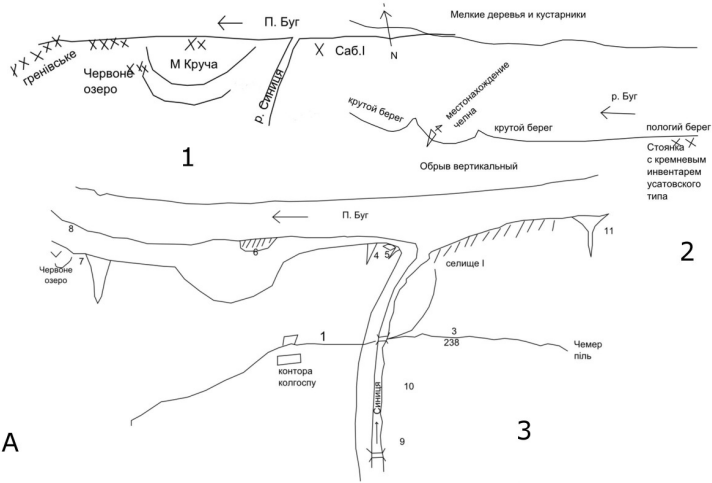 П. Буг
Мелкие деревья и кустарники
гренівське
Червоне
озеро
М Круча
р. Синиця
Саб.I
N
1
крутой берег
местонахождение
челна
крутой берег
р. Буг
пологий берег
Обрыв вертикальный
Стоянка
с кремневым
инвентарем
усатовского
типа
2
П. Буг
8
Червоне
озеро
7
6
4
5
селище I
11
1
3
238
Чемер
піль
контора
колгоспу
Синиця
10
9
А
3